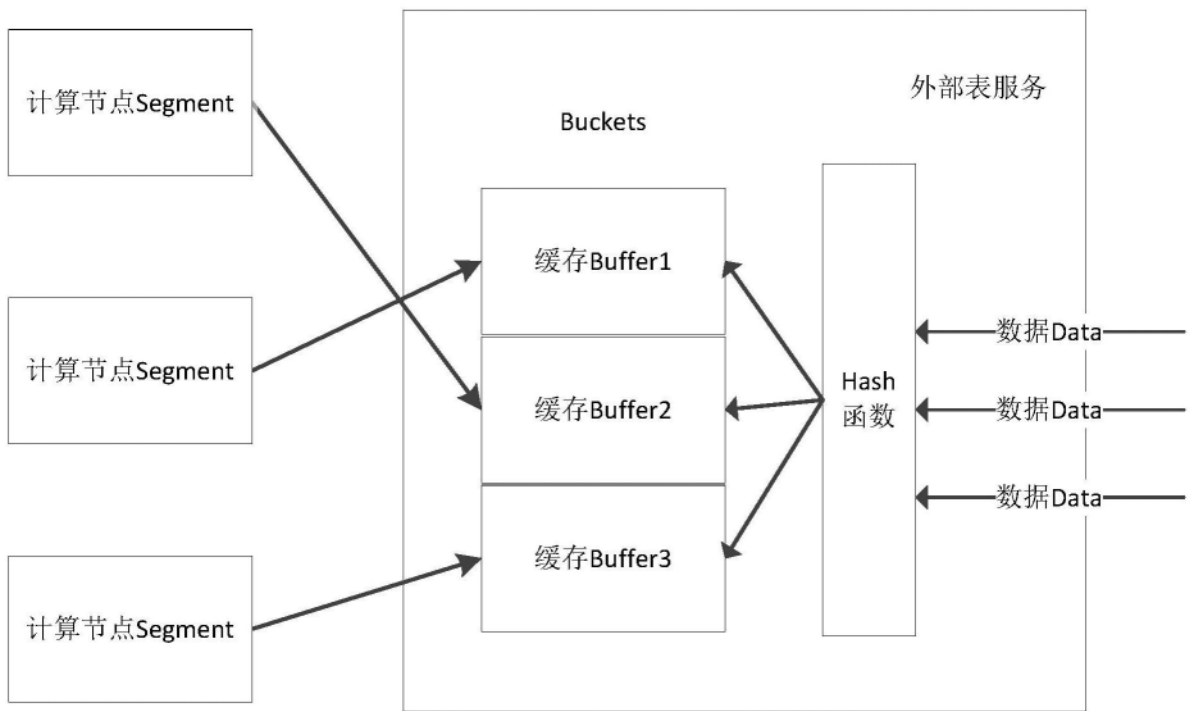 外部表服务
Buckets
计算节点Segment
计算节点Segment
计算节点Segment
缓存Buffer1
缓存Buffer2
缓存Buffer3
Hash
函数
数据Data
数据Data
数据Data